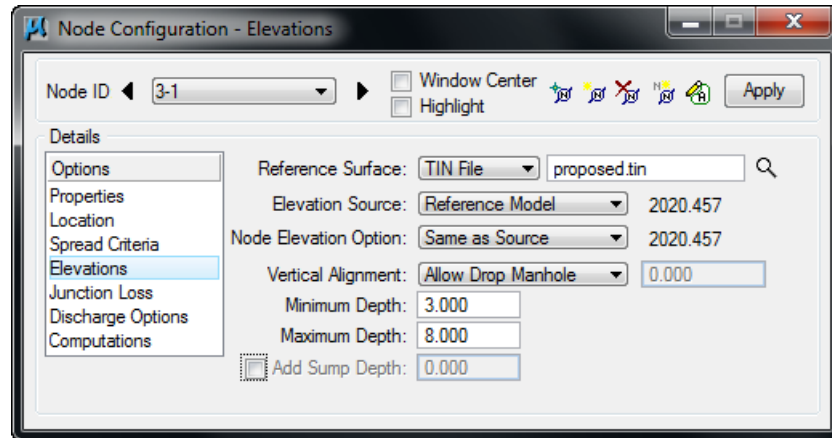 Node Configuration - Elevations
Node ID 3-1 Window Center Apply
Highlight
Details
Options
Properties
Location
Spread Criteria
Elevations
Junction Loss
Discharge Options
Computations
Reference Surface: TIN File proposed.tin
Elevation Source: Reference Model 2020.457
Node Elevation Option: Same as Source 2020.457
Vertical Alignment: Allow Drop Manhole 0.000
Minimum Depth: 3.000
Maximum Depth: 8.000
Add Sump Depth: 0.000